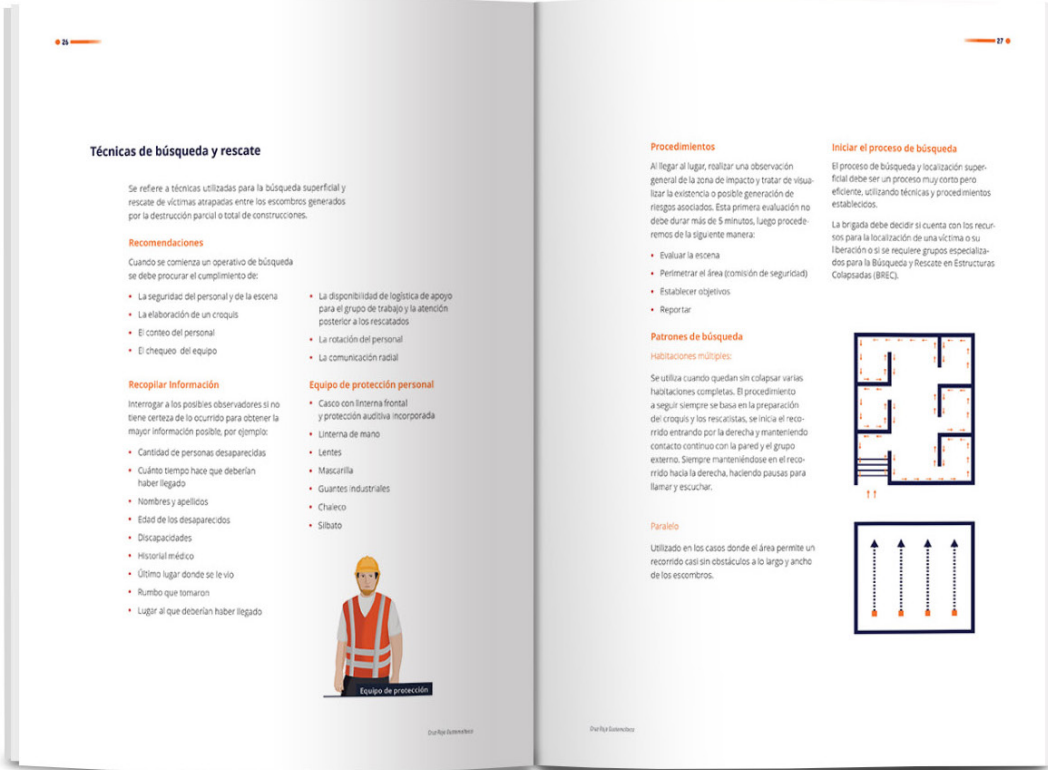 26
Técnicas de búsqueda y rescate
Se refiere a técnicas utilizadas para la búsqueda superficial y
rescate de víctimas atrapadas entre los escombros generados
por la destrucción parcial o total de construcciones.
Recomendaciones
Cuando se comienza un operativo de búsqueda
se debe procurar el cumplimiento de:
• La seguridad del personal y de la escena
• La elaboración de un croquis
• El conteo del personal
• El chequeo del equipo
• La disponibilidad de logística de apoyo
para el grupo de trabajo y la atención
posterior a los rescatados
• La rotación del personal
• La comunicación radial
Recopilar Información
Interrogar a los posibles observadores si no
tiene certeza de lo ocurrido para obtener la
mayor información posible, por ejemplo:
• Cantidad de personas desaparecidas
• Cuánto tiempo hace que deberían
haber llegado
• Nombres y apellidos
• Edad de los desaparecidos
• Discapacidades
• Historial médico
• Último lugar donde se le vio
• Rumbo que tomaron
• Lugar al que deberían haber llegado
Equipo de protección personal
• Casco con linterna frontal
y protección auditiva incorporada
• Linterna de mano
• Lentes
• Mascarilla
• Guantes industriales
• Chaleco
• Silbato
Equipo de protección
Cruz Roja Guatemalteca
27
Procedimientos
Al llegar al lugar, realizar una observación
general de la zona de impacto y tratar de visua-
lizar la existencia o posible generación de
riesgos asociados. Esta primera evaluación no
debe durar más de 5 minutos, luego procede-
remos de la siguiente manera:
• Evaluar la escena
• Perimetrar el área (comisión de seguridad)
• Establecer objetivos
• Reportar
Patrones de búsqueda
Habitaciones múltiples:
Se utiliza cuando quedan sin colapsar varias
habitaciones completas. El procedimiento
a seguir siempre se basa en la preparación
del croquis y los rescatistas, se inicia el reco-
rrido entrando por la derecha y manteniendo
contacto continuo con la pared y el grupo
externo. Siempre manteniéndose en el reco-
rrido hacia la derecha, haciendo pausas para
llamar y escuchar.
Paralelo
Utilizado en los casos donde el área permite un
recorrido casi sin obstáculos a lo largo y ancho
de los escombros.
Iniciar el proceso de búsqueda
El proceso de búsqueda y localización super-
ficial debe ser un proceso muy corto pero
eficiente, utilizando técnicas y procedimientos
establecidos.
La brigada debe decidir si cuenta con los recur-
sos para la localización de una víctima o su
liberación o si se requiere grupos especializa-
dos para la Búsqueda y Rescate en Estructuras
Colapsadas (BREC).
Cruz Roja Guatemalteca